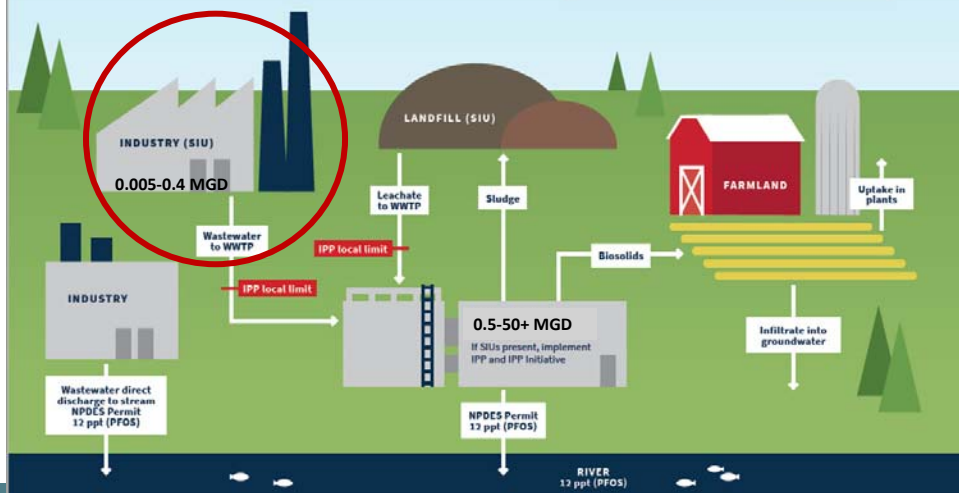 INDUSTRY (SIU)
0.005-0.4 MGD
LANDFILL (SIU)
FARMLAND
Uptake in
plants
Leachate
to WWTP
Sludge
Wastewater
to WWTP
IPP local limit
Biosolids
IPP local limit
INDUSTRY
0.5-50+ MGD
If SIUs present, implement
IPP and IPP Initiative
Infiltrate into
groundwater
Wastewater direct
discharge to stream
NPDES Permit
12 ppt (PFOS)
NPDES Permit
12 ppt (PFOS)
RIVER
12 ppt (PFOS)